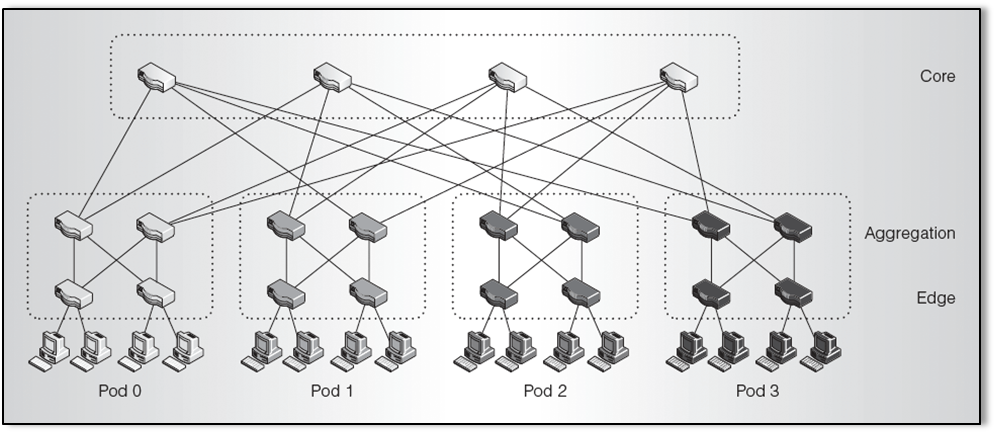 Core
Aggregation
Edge
Pod 0
Pod 1
Pod 2
Pod 3